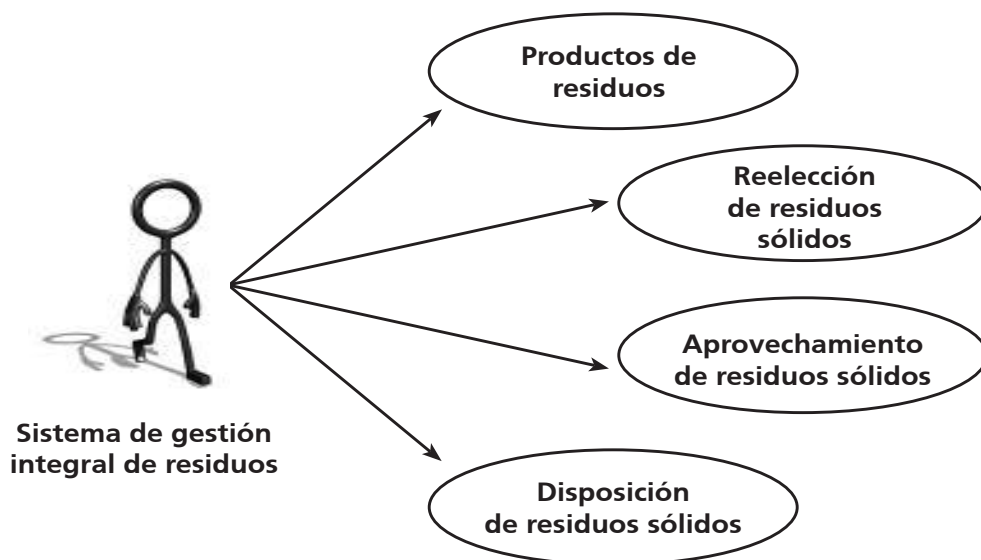 Productos de
residuos
Reelección
de residuos
sólidos
Aprovechamiento
de residuos sólidos
Sistema de gestión
integral de residuos
Disposición
de residuos sólidos